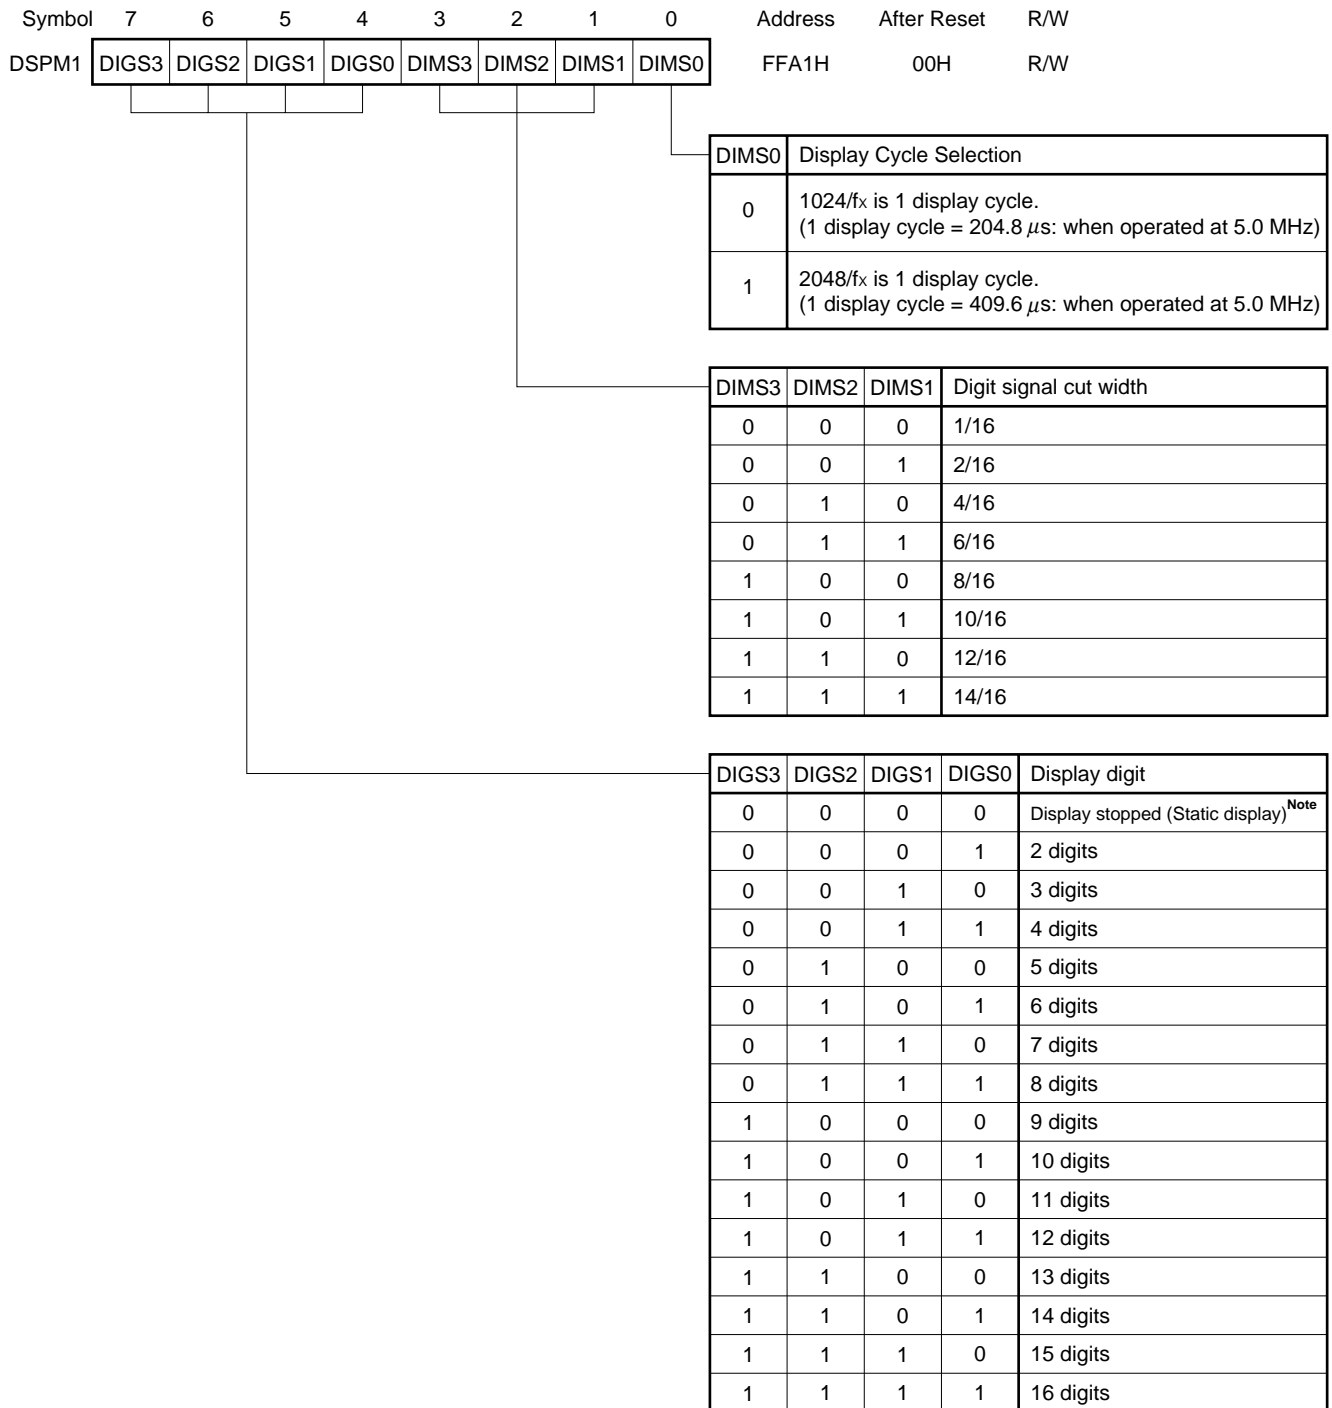 Symbol 7 6 5 4 3 2 1 0 Address After Reset R/W
DSPM1 DIGS3 DIGS2 DIGS1 DIGS0 DIMS3 DIMS2 DIMS1 DIMS0 FFA1H 00H R/W
DIMS0 Display Cycle Selection
0 1024/fx is 1 display cycle.
(1 display cycle = 204.8 μs: when operated at 5.0 MHz)
1 2048/fx is 1 display cycle.
(1 display cycle = 409.6 μs: when operated at 5.0 MHz)
DIMS3 DIMS2 DIMS1 Digit signal cut width
0 0 0 1/16
0 0 1 2/16
0 1 0 4/16
0 1 1 6/16
1 0 0 8/16
1 0 1 10/16
1 1 0 12/16
1 1 1 14/16
DIGS3 DIGS2 DIGS1 DIGS0 Display digit
0 0 0 0 Display stopped (Static display)Note
0 0 0 1 2 digits
0 0 1 0 3 digits
0 0 1 1 4 digits
0 1 0 0 5 digits
0 1 0 1 6 digits
0 1 1 0 7 digits
0 1 1 1 8 digits
1 0 0 0 9 digits
1 0 0 1 10 digits
1 0 1 0 11 digits
1 0 1 1 12 digits
1 1 0 0 13 digits
1 1 0 1 14 digits
1 1 1 0 15 digits
1 1 1 1 16 digits